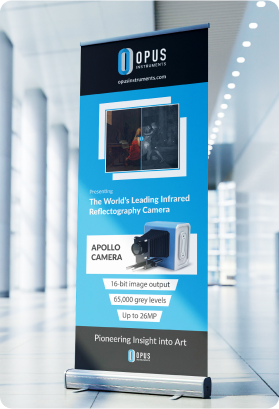 OPUS
INSTRUMENTS
opusinstruments.com
Presenting
The World's Leading Infrared
Reflectography Camera
APOLLO
CAMERA
16-bit image output
65,000 grey levels
Up to 26MP
Pioneering Insight into Art
OPUS
INSTRUMENTS